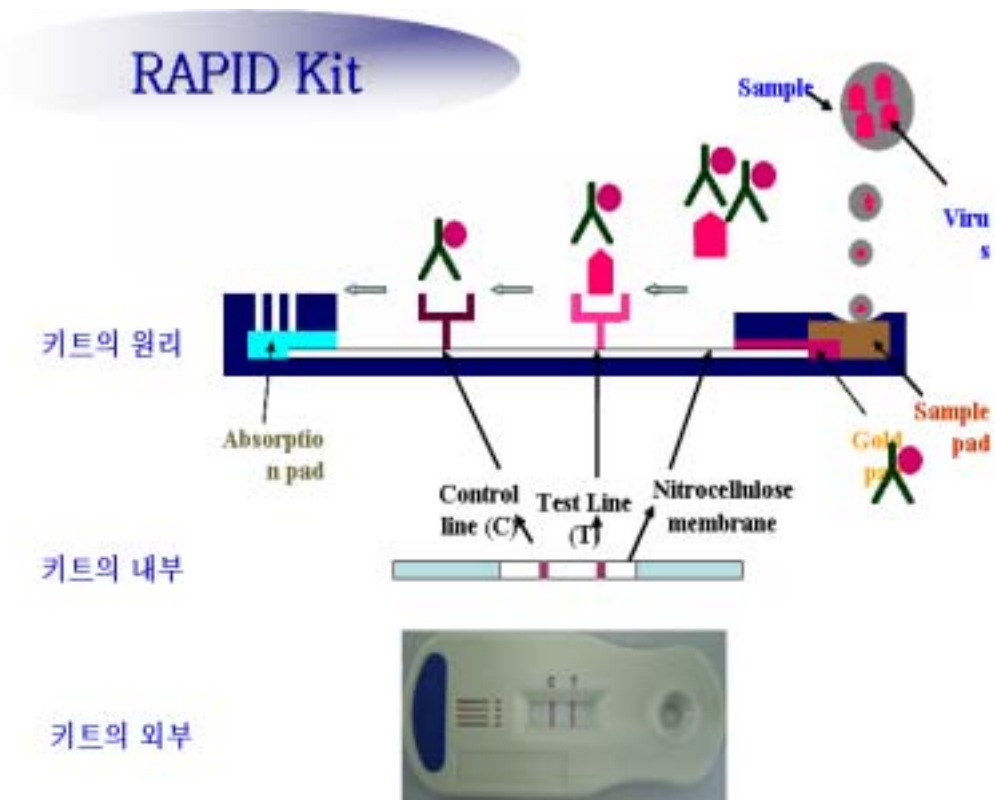 RAPID Kit
Sample
Viru
s
키트의 원리
Absorptio
n pad
Sample
pad
Gold
Control
line (C)
Test Line
(T)
Nitrocellulose
membrane
키트의 내부
C T
키트의 외부